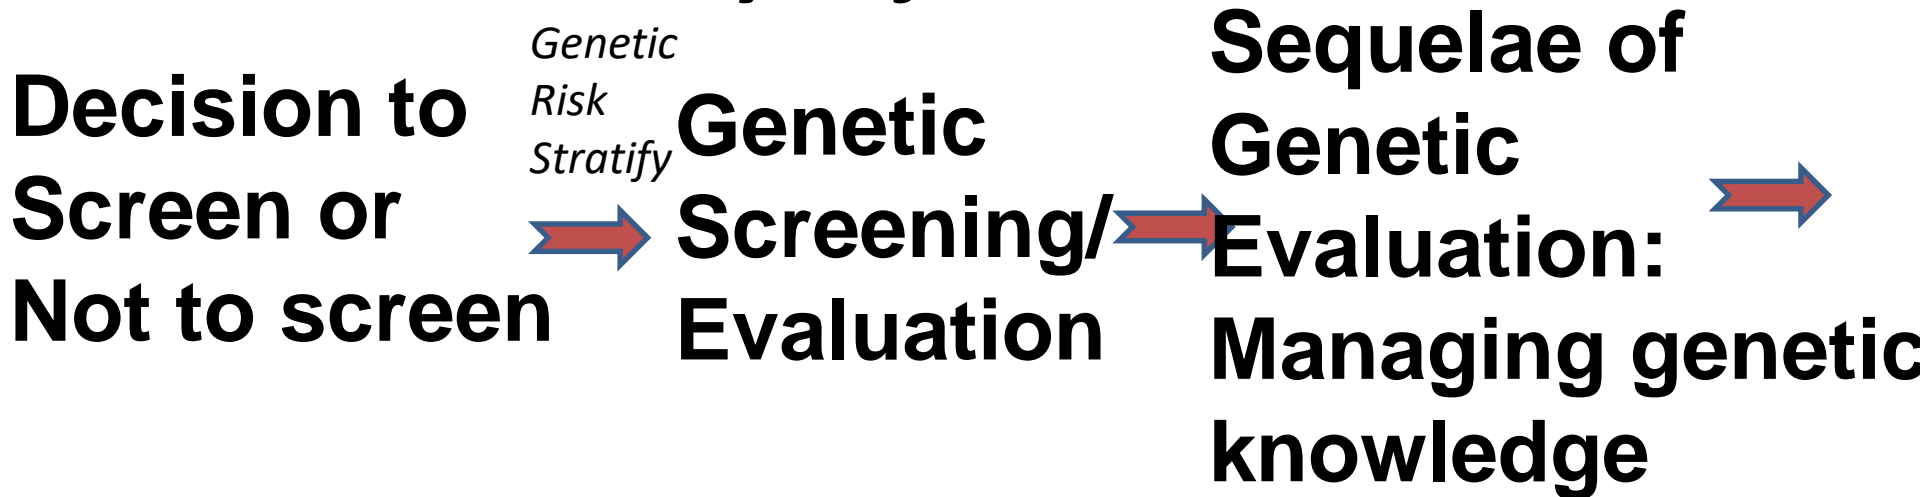 Decision to
Screen or
Not to screen
Genetic
Risk
Stratify
Genetic
Screening/
Evaluation
Sequelae of
Genetic
Evaluation:
Managing genetic
knowledge